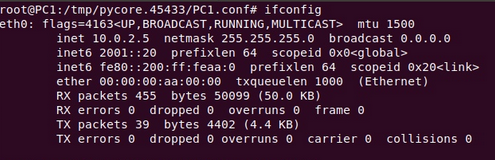 root@PC1:/tmp/pycore.45433/PC1.conf# ifconfig
eth0: flags=4163<UP,BROADCAST,RUNNING,MULTICAST>  mtu 1500
inet 10.0.2.5  netmask 255.255.255.0  broadcast 0.0.0.0
inet6 2001::20  prefixlen 64  scopeid 0x0<global>
inet6 fe80::200:ff:feaa:0  prefixlen 64  scopeid 0x20<link>
ether 00:00:00:aa:00:00  txqueuelen 1000  (Ethernet)
RX packets 455  bytes 50099 (50.0 KB)
RX errors 0  dropped 0  overruns 0  frame 0
TX packets 39  bytes 4402 (4.4 KB)
TX errors 0  dropped 0 overruns 0  carrier 0  collisions 0